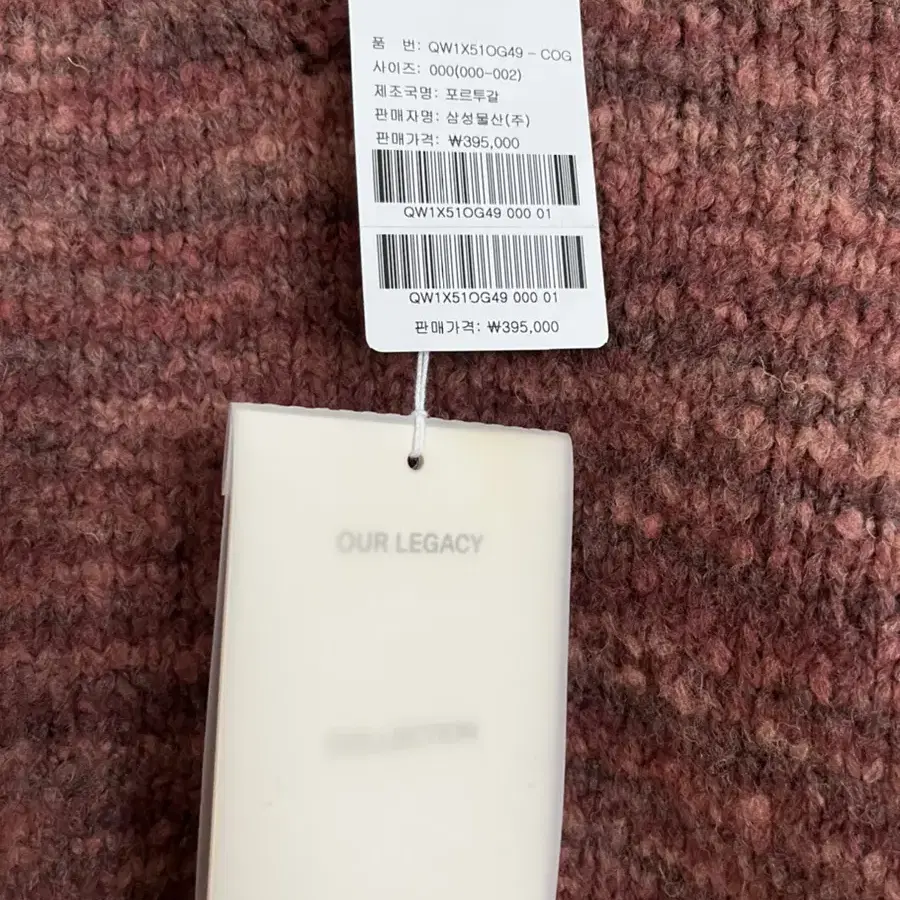 품 번: QW1X51OG49 - COG
사이즈: 000(000-002)
제조국명: 포르투갈
판매자명: 삼성물산(주)
판매가격: ₩395,000
QW1X51OG49 000 01
QW1X51OG49 000 01
판매가격: ₩395,000
OUR LEGACY